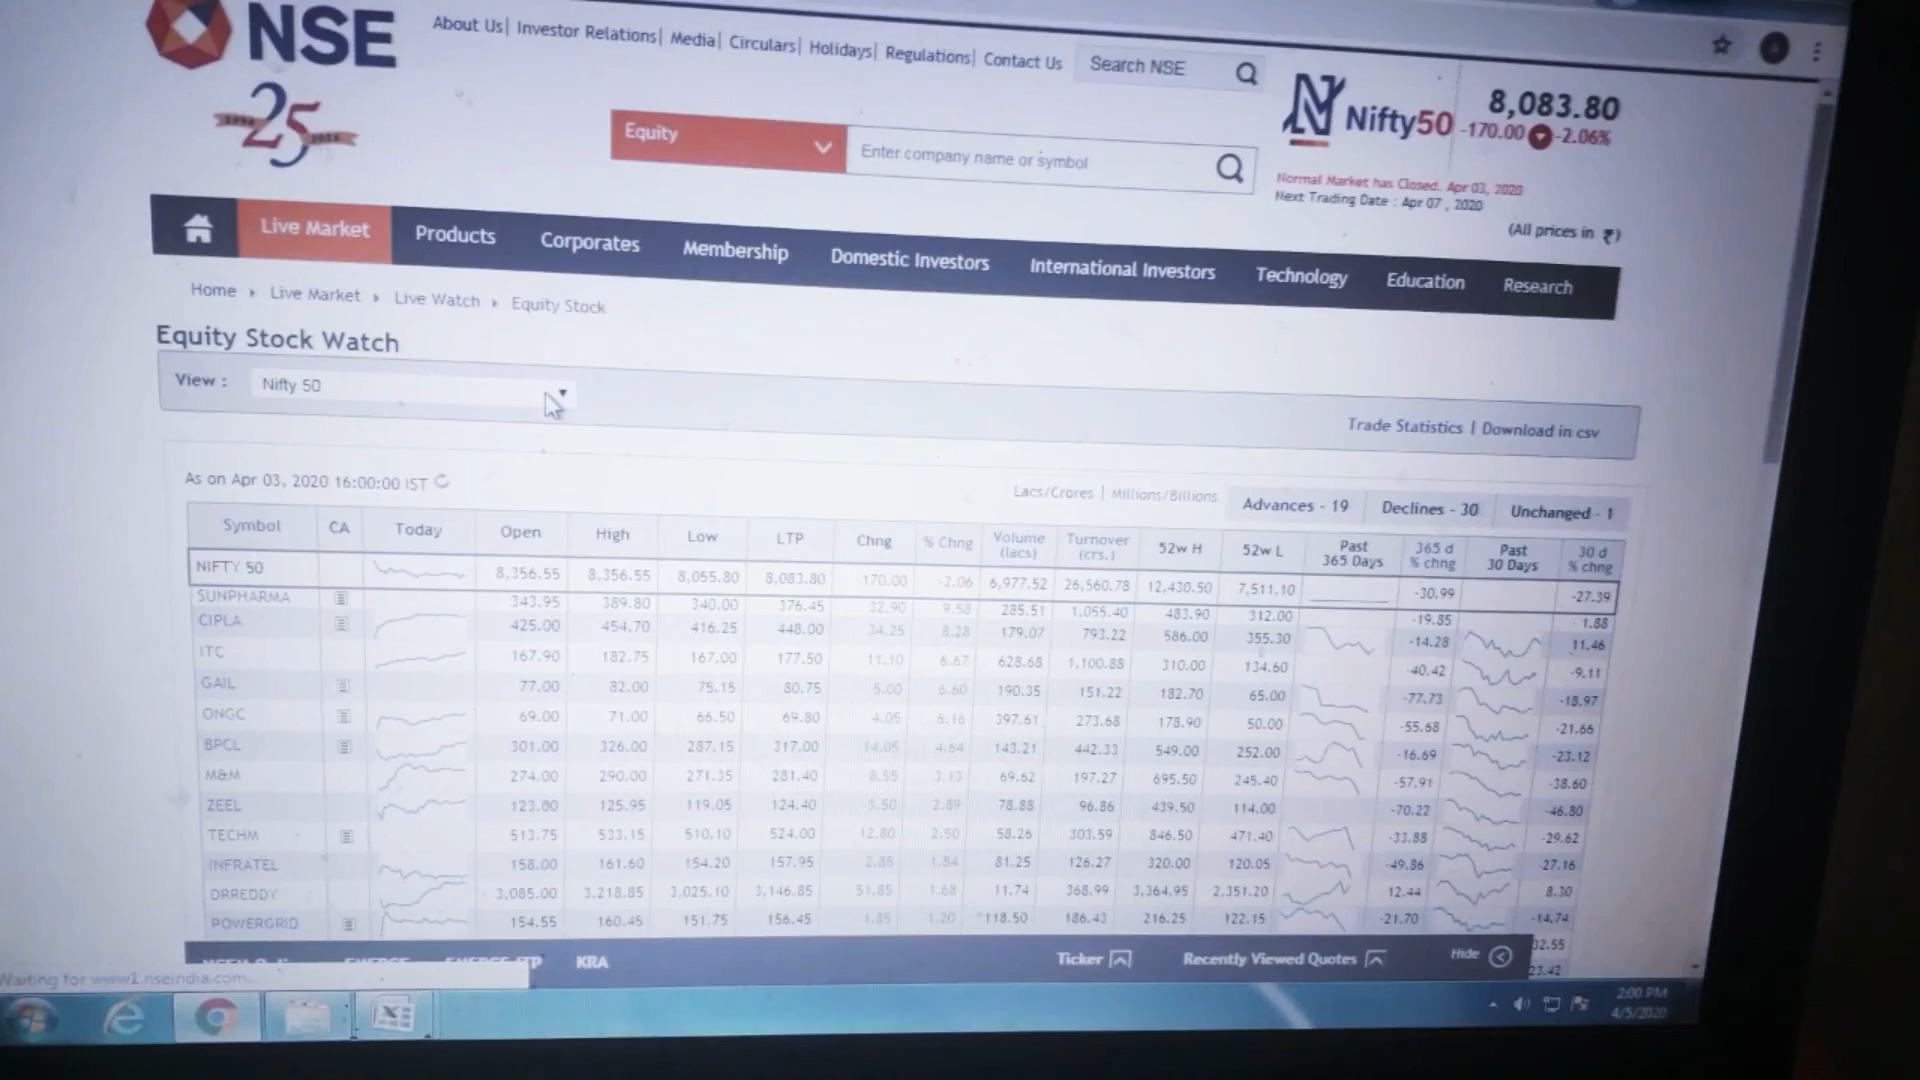 NSE
About Us| Investor Relations| Media| Circulars| Holidays| Regulations| Contact Us
Search NSE
25
Equity
Enter company name or symbol
Nifty50
8,083.80
-170.00 -2.06%
Normal Market has Closed. Apr 03, 2020
Next Trading Date : Apr 07 , 2020
(All prices in ₹)
Live Market Products Corporates Membership Domestic Investors International Investors Technology Education Research
Home Live Market Live Watch Equity Stock
Equity Stock Watch
View : Nifty 50
Trade Statistics | Download in csv
As on Apr 03, 2020 16:00:00 IST
Lacs/Crores | Millions/Billions Advances - 19 Declines - 30 Unchanged - 1
Symbol CA Today Open High Low LTP Chng % Chng Volume (lacs) Turnover (crs.) 52w H 52w L Past 365 Days 365 d % chng Past 30 Days 30 d % chng
NIFTY 50 8,356.55 8,356.55 8,055.80 8,083.80 -170.00 -2.06 6,977.52 26,560.78 12,430.50 7,511.10 -30.99 -27.39
SUNPHARMA 343.95 389.80 340.00 376.45 32.90 9.58 285.51 1,055.40 483.90 312.00 -19.85 1.88
CIPLA 425.00 454.70 416.25 448.00 34.25 8.28 179.07 793.22 586.00 355.30 -14.28 11.46
ITC 167.90 182.75 167.00 177.50 11.10 6.67 628.68 1,100.88 310.00 134.60 -40.42 -9.11
GAIL 77.00 82.00 75.15 80.75 5.00 6.60 190.35 151.22 182.70 65.00 -77.73 -18.97
ONGC 69.00 71.00 66.50 69.80 4.05 6.16 397.61 273.68 178.90 50.00 -55.68 -21.66
BPCL 301.00 326.00 287.15 317.00 14.05 4.64 143.21 442.33 549.00 252.00 -16.69 -23.12
M&M 274.00 290.00 271.35 281.40 8.55 3.13 69.62 197.27 695.50 245.40 -57.91 -38.60
ZEEL 123.00 125.95 119.05 124.40 3.50 2.89 78.88 96.86 439.50 114.00 -70.22 -46.80
TECHM 513.75 533.15 510.10 524.00 12.80 2.50 58.26 303.59 846.50 471.40 -33.88 -29.62
INFRATEL 158.00 161.60 154.20 157.95 2.85 1.84 81.25 126.27 320.00 120.05 -49.86 -27.16
DRREDDY 3,085.00 3,218.85 3,025.10 3,146.85 51.85 1.68 11.74 368.99 3,364.95 2,351.20 12.44 8.30
POWERGRID 154.55 160.45 151.75 156.45 1.85 1.20 118.50 186.43 216.25 122.15 -21.70 -14.74
32.55
KRA Ticker Recently Viewed Quotes Hide
23.42
Waiting for www1.nseindia.com...
2:00 PM
4/5/2020